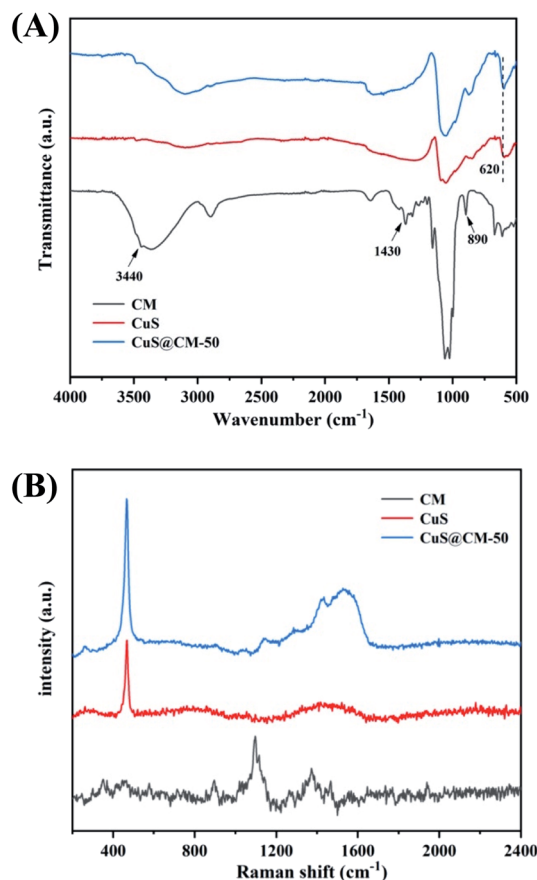 (A)
Transmittance (a.u.)
620
3440
1430
890
CM
CuS
CuS@CM-50
4000 3500 3000 2500 2000 1500 1000 500
Wavenumber (cm⁻¹)
(B)
intensity (a.u.)
CM
CuS
CuS@CM-50
400 800 1200 1600 2000 2400
Raman shift (cm⁻¹)